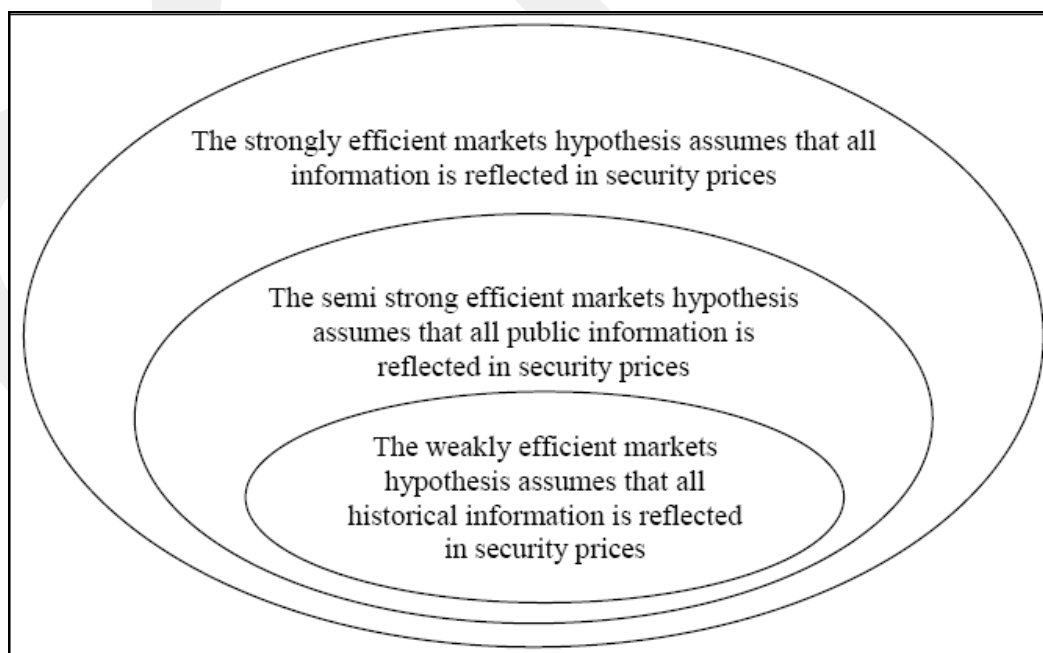 The strongly efficient markets hypothesis assumes that all
information is reflected in security prices
The semi strong efficient markets hypothesis
assumes that all public information is
reflected in security prices
The weakly efficient markets
hypothesis assumes that all
historical information is reflected
in security prices